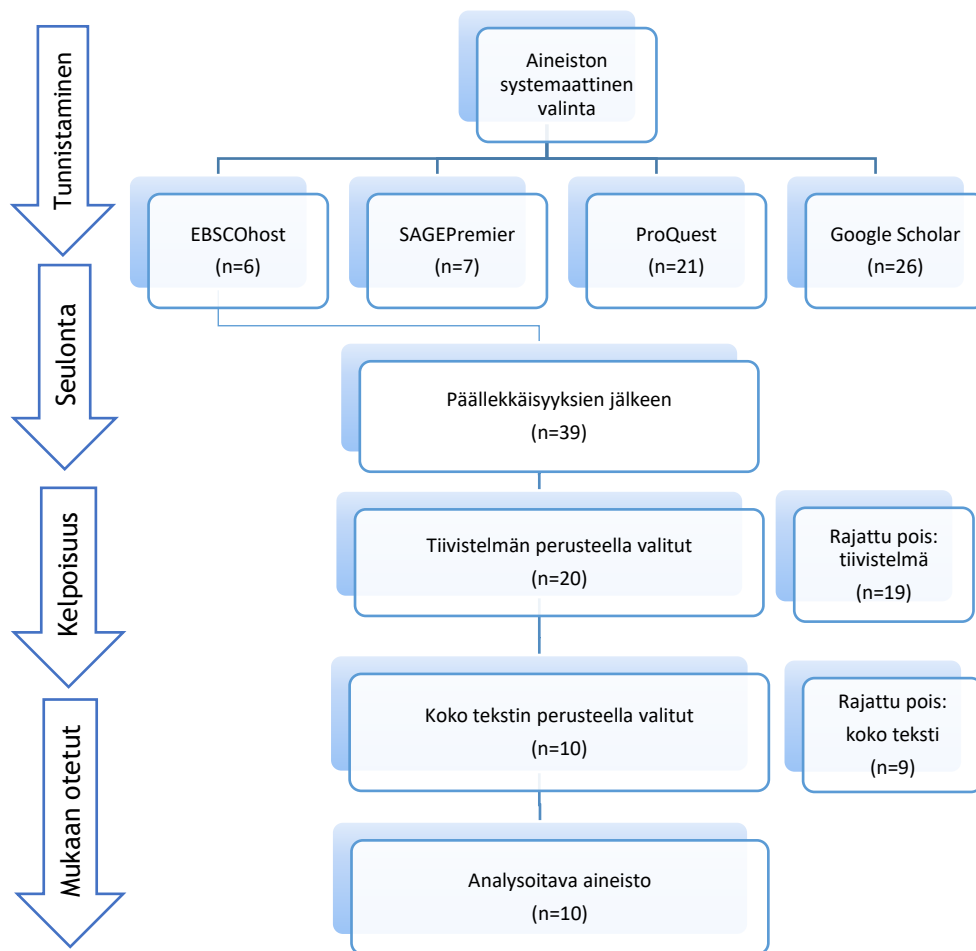 Tunnistaminen
Aineiston
systemaattinen
valinta
EBSCOhost
(n=6)
SAGEPremier
(n=7)
ProQuest
(n=21)
Google Scholar
(n=26)
Seulonta
Päällekkäisyyksien jälkeen
(n=39)
Kelpoisuus
Tiivistelmän perusteella valitut
(n=20)
Rajattu pois:
tiivistelmä
(n=19)
Koko tekstin perusteella valitut
(n=10)
Rajattu pois:
koko teksti
(n=9)
Mukaan otetut
Analysoitava aineisto
(n=10)